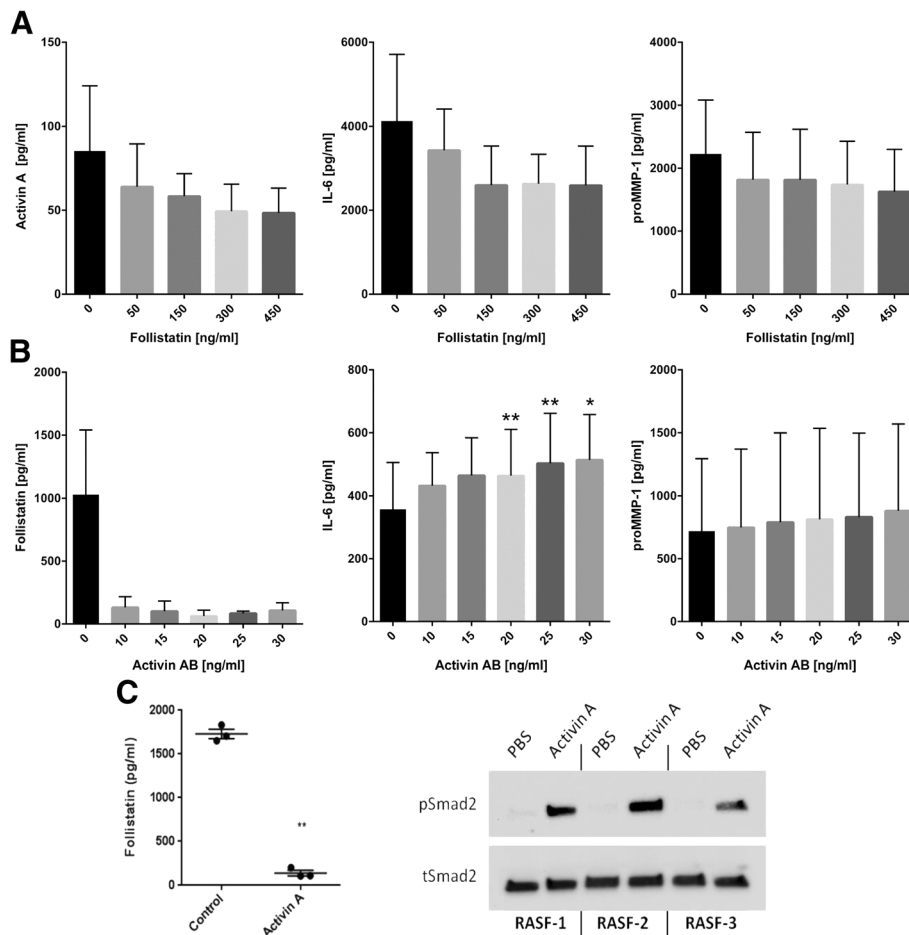 A
Activin A [pg/ml]
150
100
50
0
0 50 150 300 450
Follistatin [ng/ml]
IL-6 [pg/ml]
6000
4000
2000
0
0 50 150 300 450
Follistatin [ng/ml]
proMMP-1 [pg/ml]
4000
3000
2000
1000
0
0 50 150 300 450
Follistatin [ng/ml]
B
Follistatin [pg/ml]
2000
1500
1000
500
0
0 10 15 20 25 30
Activin AB [ng/ml]
IL-6 [pg/ml]
800
600
400
200
0
** ** *
0 10 15 20 25 30
Activin AB [ng/ml]
proMMP-1 [pg/ml]
2000
1500
1000
500
0
0 10 15 20 25 30
Activin AB [ng/ml]
C
Follistatin (pg/ml)
2000
1500
1000
500
0
**
Control Activin A
PBS Activin A PBS Activin A PBS Activin A
pSmad2
tSmad2
RASF-1 RASF-2 RASF-3